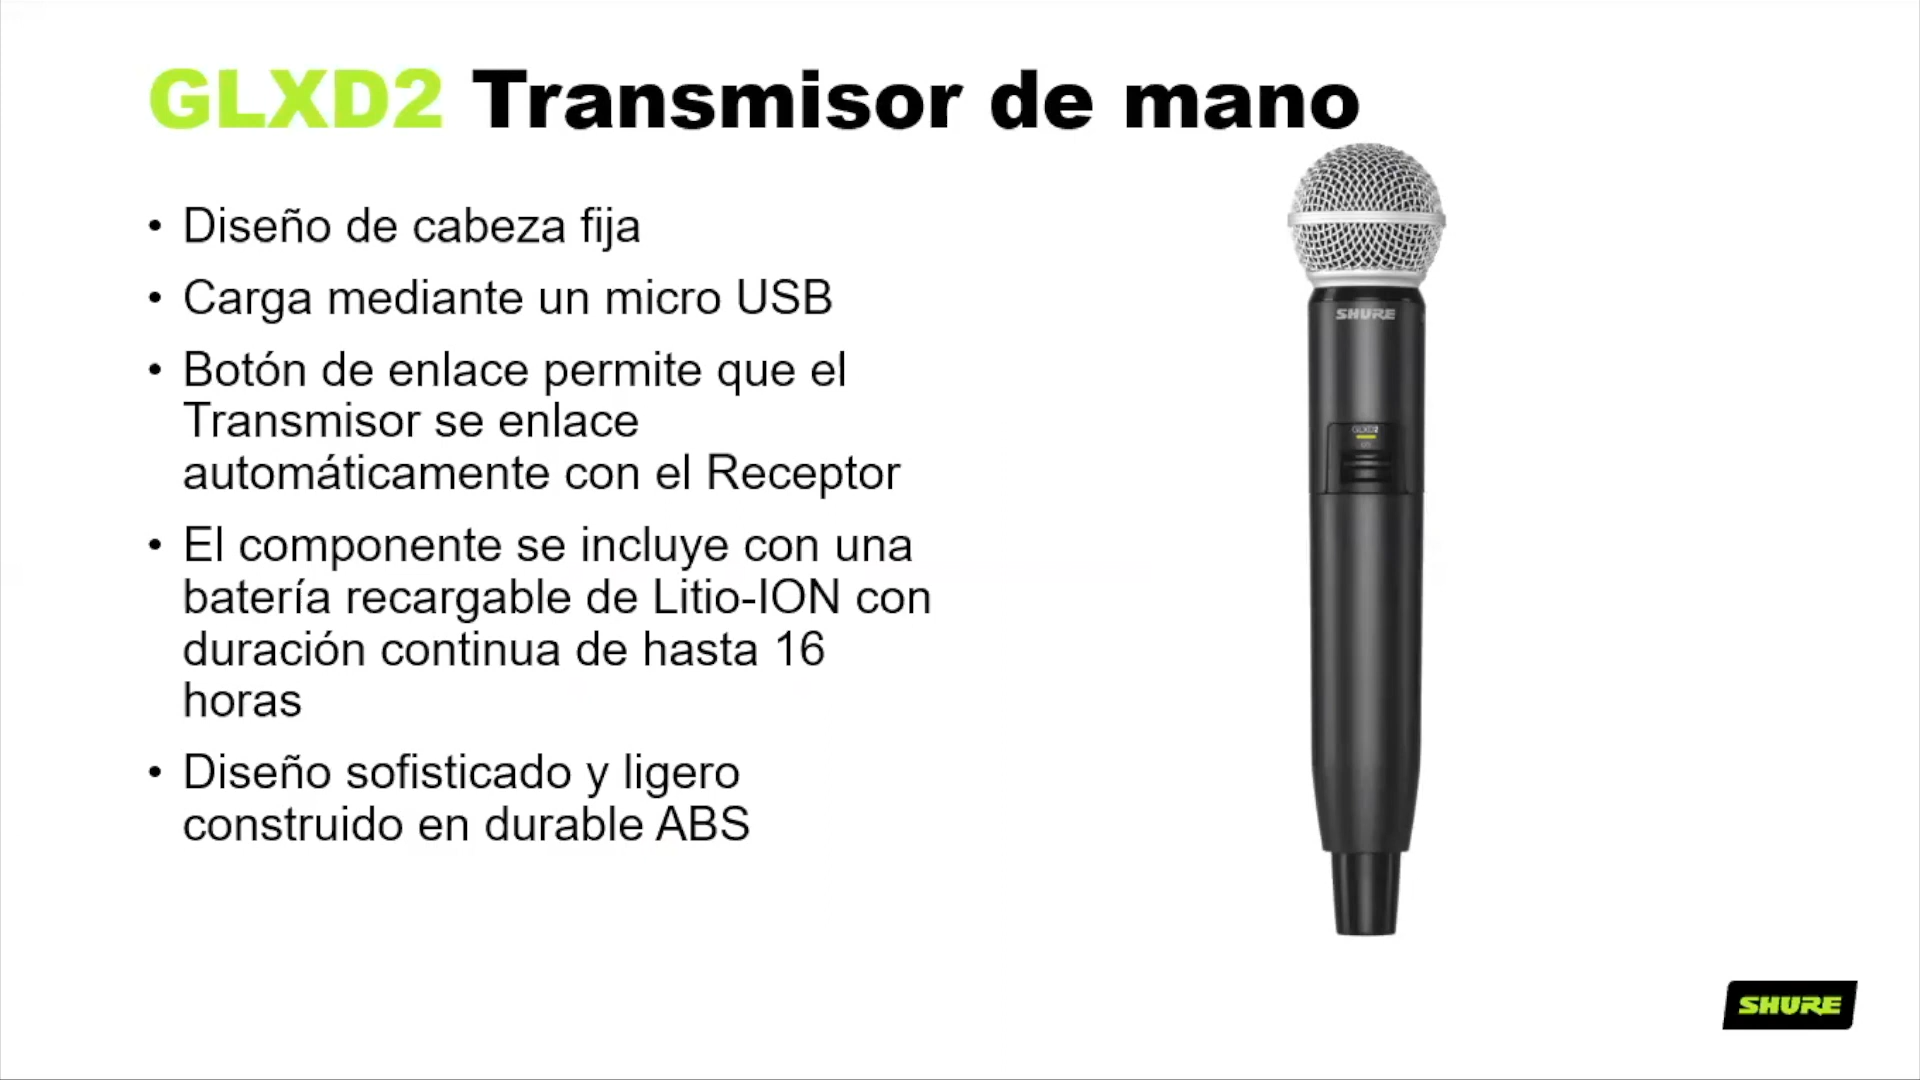 GLXD2 Transmisor de mano
• Diseño de cabeza fija
• Carga mediante un micro USB
• Botón de enlace permite que el
Transmisor se enlace
automáticamente con el Receptor
• El componente se incluye con una
batería recargable de Litio-ION con
duración continua de hasta 16
horas
• Diseño sofisticado y ligero
construido en durable ABS
SHURE
GLXD2
SHURE